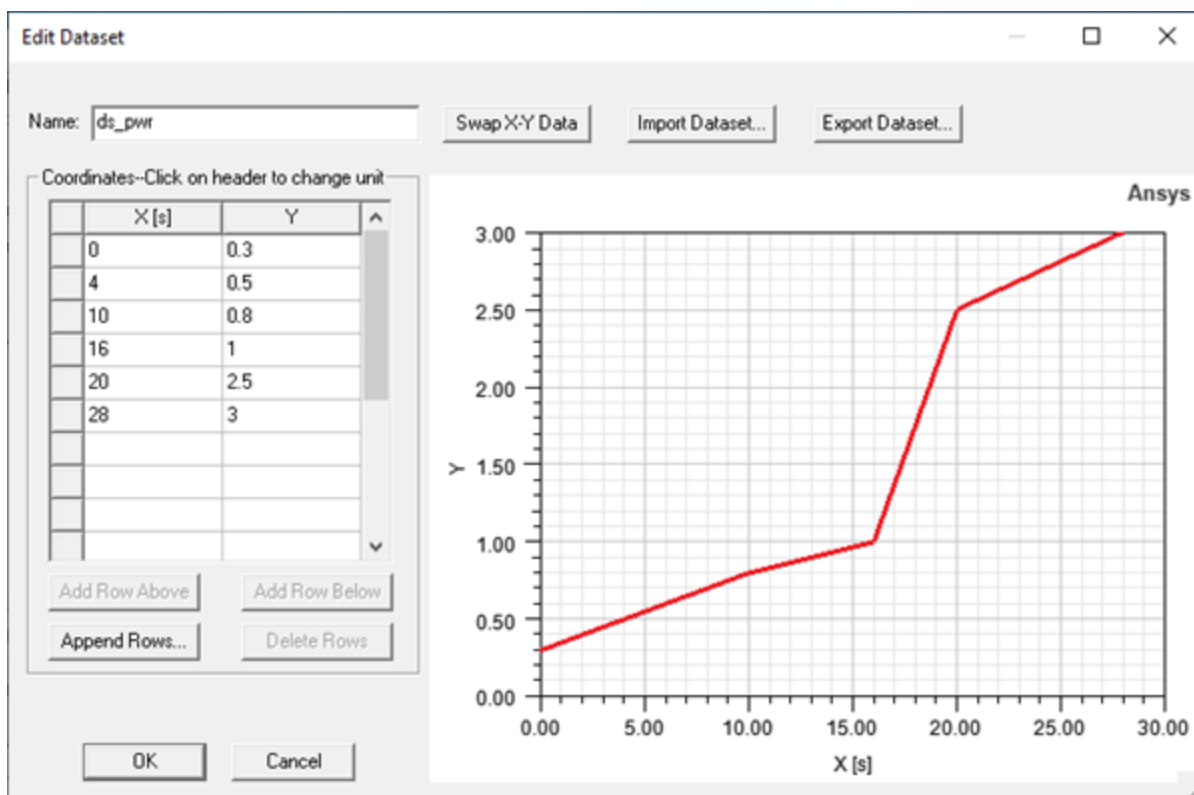 Edit Dataset
Name: ds_pwr Swap X-Y Data Import Dataset... Export Dataset...
Coordinates--Click on header to change unit
X [s] Y
0 0.3
4 0.5
10 0.8
16 1
20 2.5
28 3
Add Row Above Add Row Below
Append Rows... Delete Rows
OK Cancel
Ansys
3.00
2.50
2.00
Y
1.50
1.00
0.50
0.00
0.00 5.00 10.00 15.00 20.00 25.00 30.00
X [s]